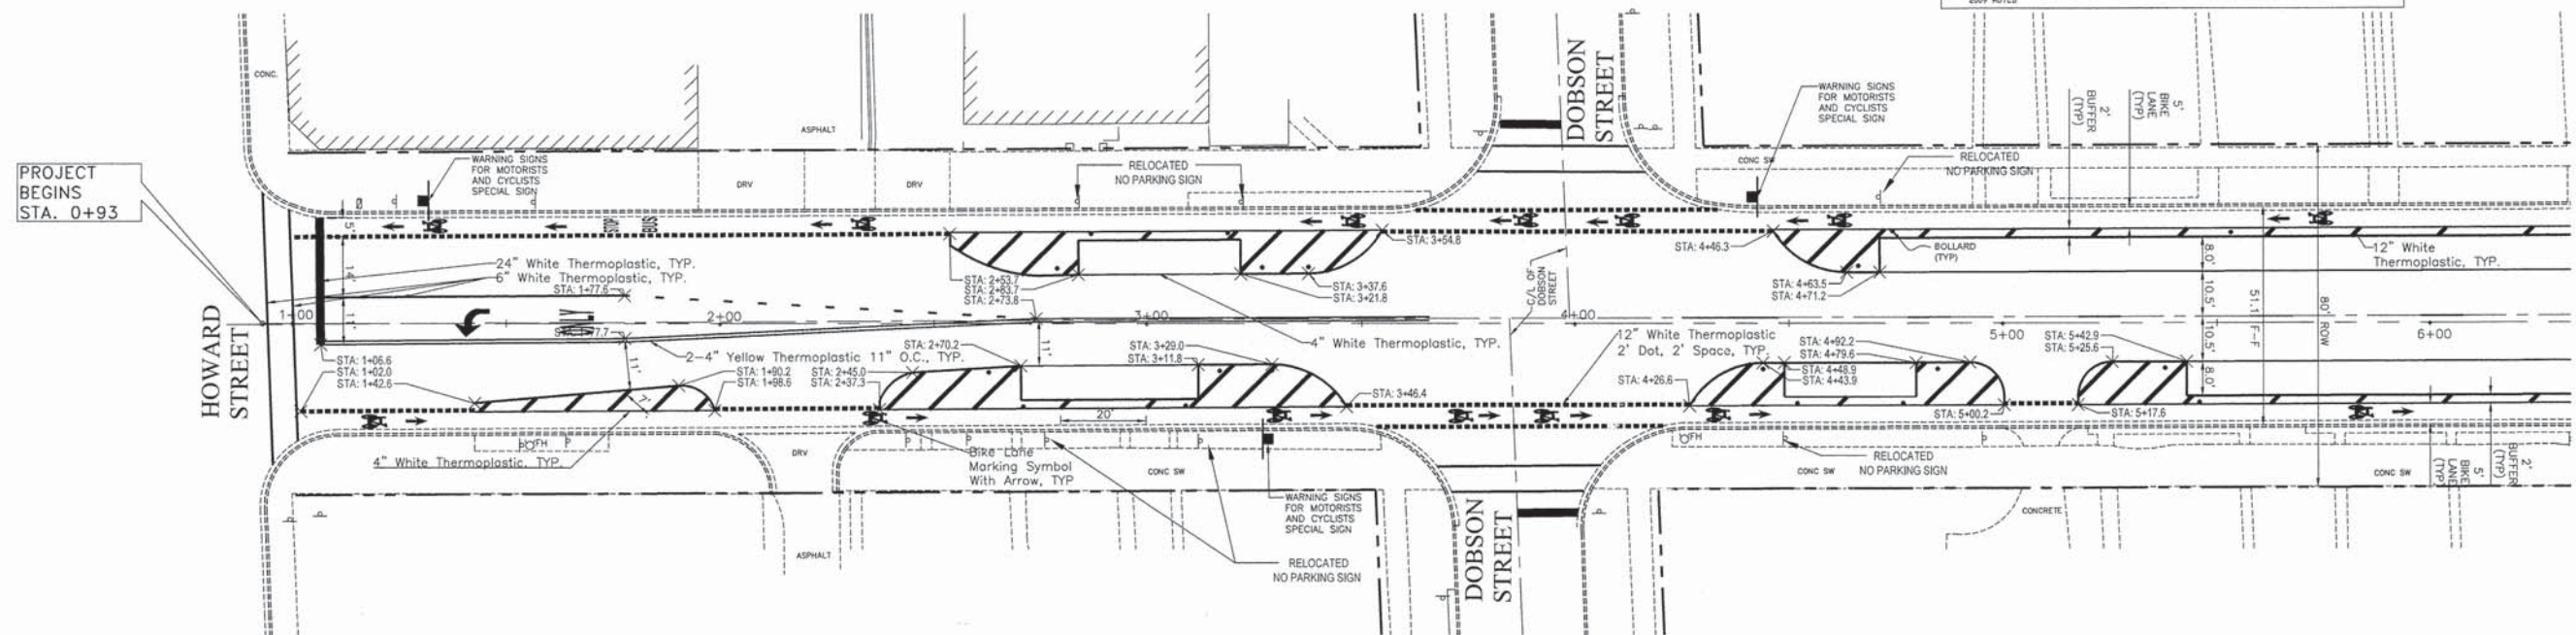 PROJECT
BEGINS
STA. 0+93
HOWARD
STREET
CONC.
WARNING SIGNS
FOR MOTORISTS
AND CYCLISTS
SPECIAL SIGN
ASPHALT
DRV
DRV
RELOCATED
NO PARKING SIGN
DOBSON
STREET
WARNING SIGNS
FOR MOTORISTS
AND CYCLISTS
SPECIAL SIGN
CONC SW
RELOCATED
NO PARKING SIGN
2'
BUFFER
(TYP)
5'
BIKE
LANE
(TYP)
5'
14'
11'
STOP
BUS
24" White Thermoplastic, TYP.
6" White Thermoplastic, TYP.
STA: 1+77.6
STA: 2+53.7
STA: 2+83.7
STA: 2+73.8
STA: 3+54.8
STA: 3+37.6
STA: 3+21.8
C/L OF
DOBSON
STREET
STA: 4+46.3
STA: 4+63.5
STA: 4+71.2
BOLLARD
(TYP)
12" White
Thermoplastic, TYP.
8.0'
10.5'
10.5'
8.0'
51.1' F-F
80' ROW
1+00
2+00
3+00
4+00
5+00
6+00
2-4" Yellow Thermoplastic 11" O.C., TYP.
4" White Thermoplastic, TYP.
12" White Thermoplastic
2' Dot, 2' Space, TYP.
STA: 1+06.6
STA: 1+02.0
STA: 1+42.6
11'
7'
STA: 1+90.2
STA: 1+98.6
STA: 2+45.0
STA: 2+37.3
STA: 2+70.2
11'
STA: 3+29.0
STA: 3+11.8
STA: 3+46.4
STA: 4+26.6
STA: 4+92.2
STA: 4+79.6
STA: 4+48.9
STA: 4+43.9
STA: 5+42.9
STA: 5+25.6
STA: 5+00.2
STA: 5+17.6
20'
FH
4" White Thermoplastic, TYP.
DRV
ASPHALT
Bike Lane
Marking Symbol
With Arrow, TYP
CONC SW
WARNING SIGNS
FOR MOTORISTS
AND CYCLISTS
SPECIAL SIGN
RELOCATED
NO PARKING SIGN
DOBSON
STREET
FH
CONC SW
RELOCATED
NO PARKING SIGN
CONCRETE
CONC SW
5'
BIKE
LANE
(TYP)
2'
BUFFER
(TYP)